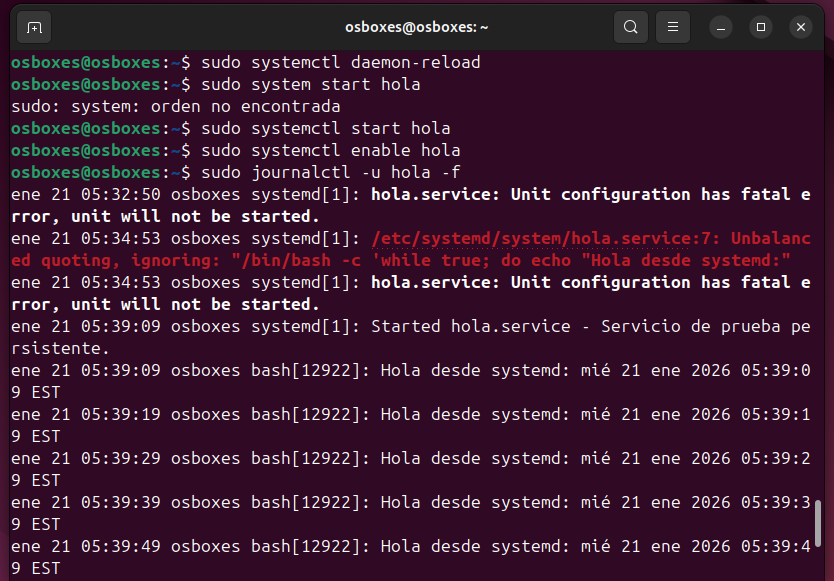 osboxes@osboxes: ~
osboxes@osboxes:~$ sudo systemctl daemon-reload
osboxes@osboxes:~$ sudo system start hola
sudo: system: orden no encontrada
osboxes@osboxes:~$ sudo systemctl start hola
osboxes@osboxes:~$ sudo systemctl enable hola
osboxes@osboxes:~$ sudo journalctl -u hola -f
ene 21 05:32:50 osboxes systemd[1]: hola.service: Unit configuration has fatal e
rror, unit will not be started.
ene 21 05:34:53 osboxes systemd[1]: /etc/systemd/system/hola.service:7: Unbalanc
ed quoting, ignoring: "/bin/bash -c 'while true; do echo "Hola desde systemd:"
ene 21 05:34:53 osboxes systemd[1]: hola.service: Unit configuration has fatal e
rror, unit will not be started.
ene 21 05:39:09 osboxes systemd[1]: Started hola.service - Servicio de prueba pe
rsistente.
ene 21 05:39:09 osboxes bash[12922]: Hola desde systemd: mié 21 ene 2026 05:39:0
9 EST
ene 21 05:39:19 osboxes bash[12922]: Hola desde systemd: mié 21 ene 2026 05:39:1
9 EST
ene 21 05:39:29 osboxes bash[12922]: Hola desde systemd: mié 21 ene 2026 05:39:2
9 EST
ene 21 05:39:39 osboxes bash[12922]: Hola desde systemd: mié 21 ene 2026 05:39:3
9 EST
ene 21 05:39:49 osboxes bash[12922]: Hola desde systemd: mié 21 ene 2026 05:39:4
9 EST